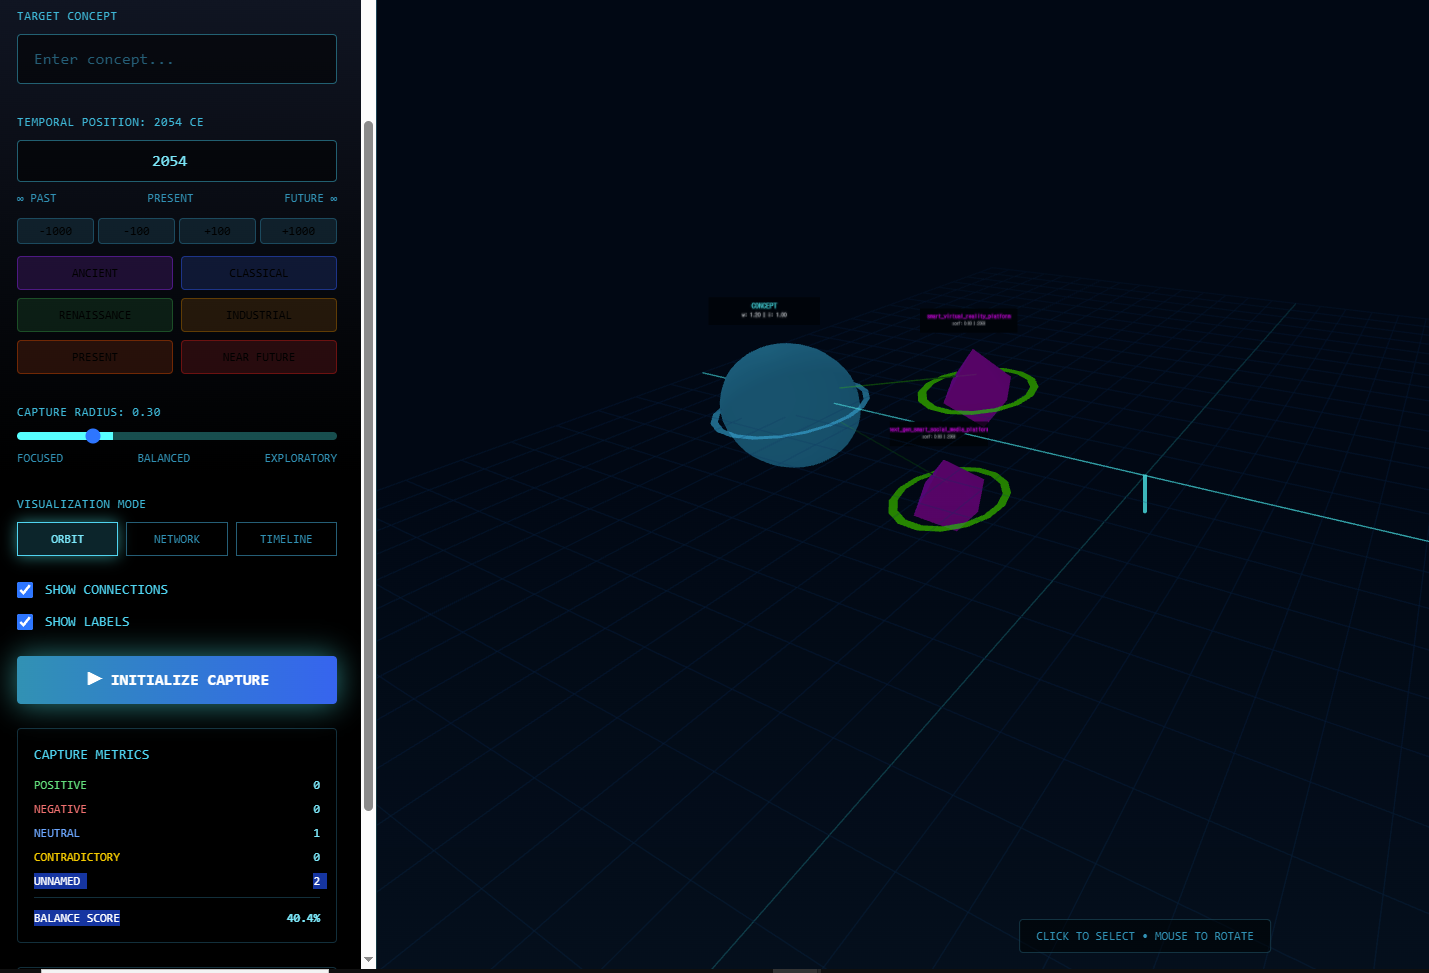 TARGET CONCEPT
Enter concept...
TEMPORAL POSITION: 2054 CE
2054
∞ PAST PRESENT FUTURE ∞
-1000 -100 +100 +1000
ANCIENT CLASSICAL
RENAISSANCE INDUSTRIAL
PRESENT NEAR FUTURE
CAPTURE RADIUS: 0.30
FOCUSED BALANCED EXPLORATORY
VISUALIZATION MODE
ORBIT NETWORK TIMELINE
SHOW CONNECTIONS
SHOW LABELS
▶ INITIALIZE CAPTURE
CAPTURE METRICS
POSITIVE 0
NEGATIVE 0
NEUTRAL 1
CONTRADICTORY 0
UNNAMED 2
BALANCE SCORE 40.4%
CONCEPT
1.00
smart_virtual_reality_platform
CLICK TO SELECT • MOUSE TO ROTATE